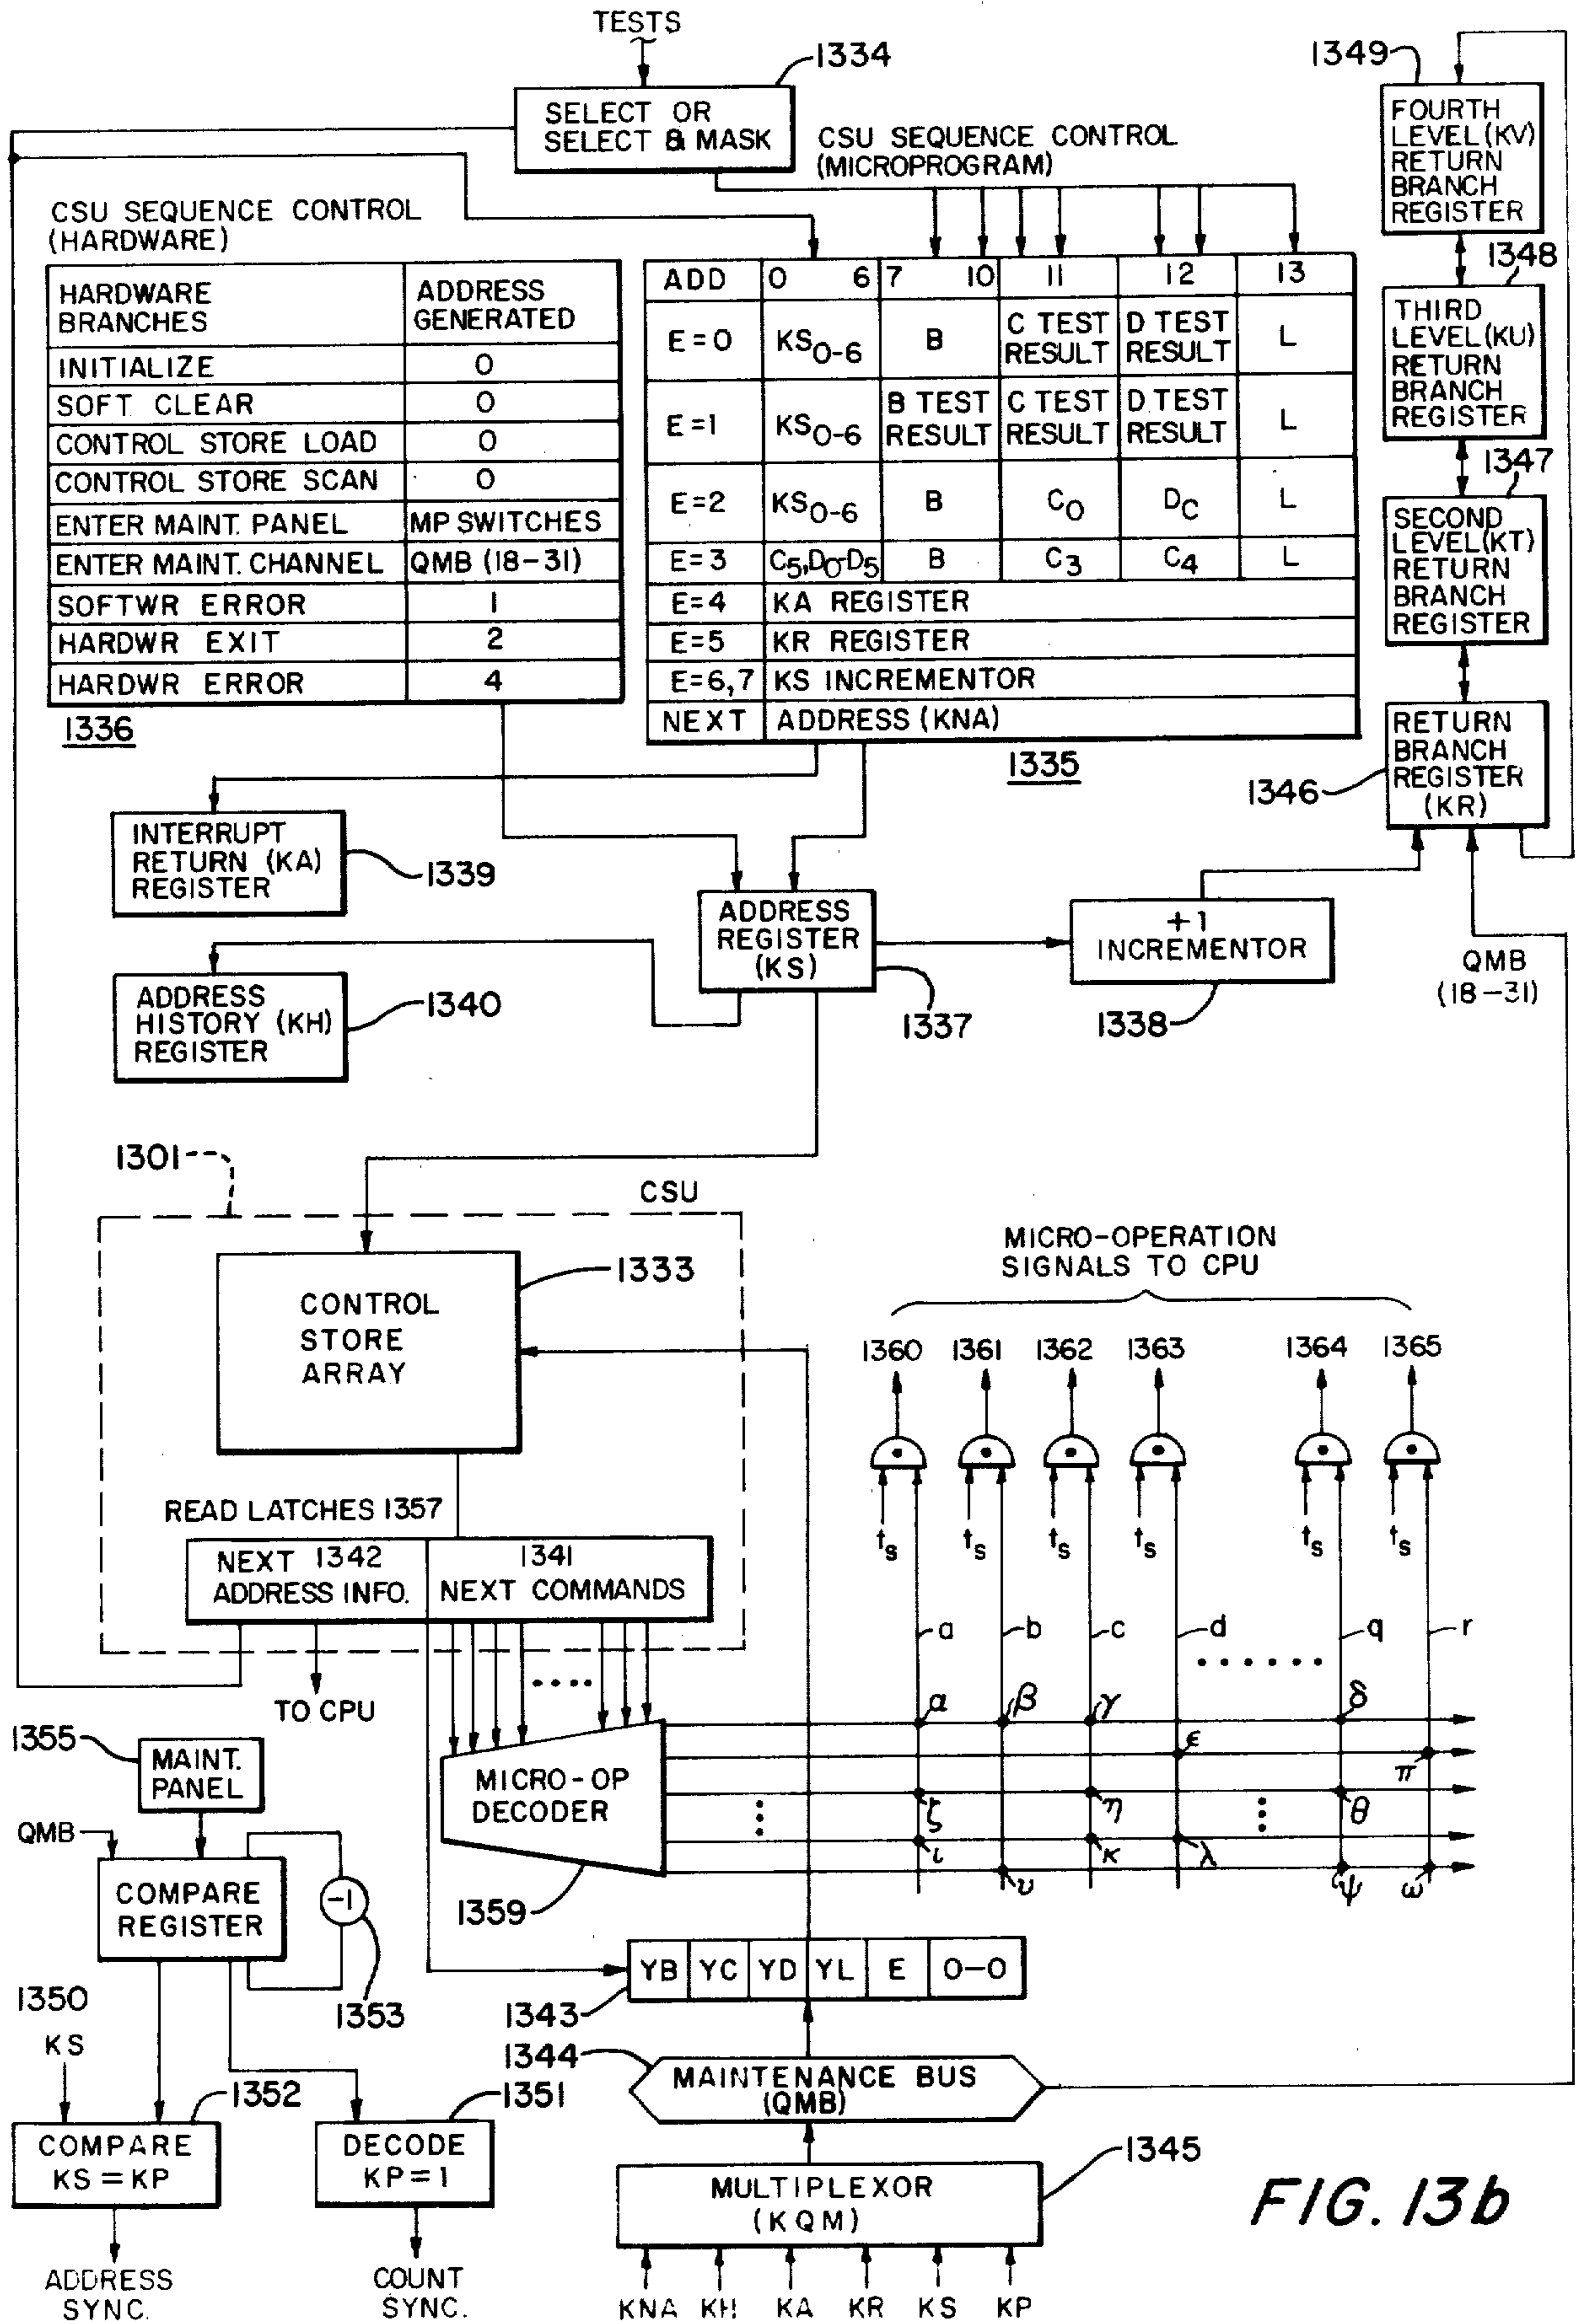 TESTS
1334
SELECT OR
SELECT & MASK
CSU SEQUENCE CONTROL
(MICROPROGRAM)
1349
FOURTH
LEVEL(KV)
RETURN
BRANCH
REGISTER
1348
THIRD
LEVEL(KU)
RETURN
BRANCH
REGISTER
1347
SECOND
LEVEL(KT)
RETURN
BRANCH
REGISTER
RETURN
BRANCH
REGISTER
(KR)
1346
CSU SEQUENCE CONTROL
(HARDWARE)
HARDWARE BRANCHES ADDRESS GENERATED
INITIALIZE 0
SOFT CLEAR 0
CONTROL STORE LOAD 0
CONTROL STORE SCAN 0
ENTER MAINT. PANEL MP SWITCHES
ENTER MAINT. CHANNEL QMB (18-31)
SOFTWR ERROR 1
HARDWR EXIT 2
HARDWR ERROR 4
1336
ADD 0 6 7 10 11 12 13
E=0 KS0-6 B C TEST RESULT D TEST RESULT L
E=1 KS0-6 B TEST RESULT C TEST RESULT D TEST RESULT L
E=2 KS0-6 B C0 DC L
E=3 C5,D0-D5 B C3 C4 L
E=4 KA REGISTER
E=5 KR REGISTER
E=6,7 KS INCREMENTOR
NEXT ADDRESS (KNA)
1335
INTERRUPT
RETURN (KA)
REGISTER
1339
ADDRESS
REGISTER
(KS)
1337
+1
INCREMENTOR
1338
QMB
(18-31)
ADDRESS
HISTORY (KH)
REGISTER
1340
1301
CSU
CONTROL
STORE
ARRAY
1333
MICRO-OPERATION
SIGNALS TO CPU
1360 1361 1362 1363 1364 1365
ts ts ts ts ts ts
READ LATCHES 1357
NEXT 1342
ADDRESS INFO.
1341
NEXT COMMANDS
a b c d q r
TO CPU
α β γ δ
ε π
ζ η θ
ι κ λ
υ ψ ω
MICRO-OP
DECODER
1359
1355
MAINT.
PANEL
QMB
COMPARE
REGISTER
-1
1353
YB YC YD YL E 0-0
1343
1350
KS
1344
MAINTENANCE BUS
(QMB)
1352
COMPARE
KS=KP
1351
DECODE
KP=1
1345
MULTIPLEXOR
(KQM)
ADDRESS
SYNC.
COUNT
SYNC.
KNA KH KA KR KS KP
FIG. 13b